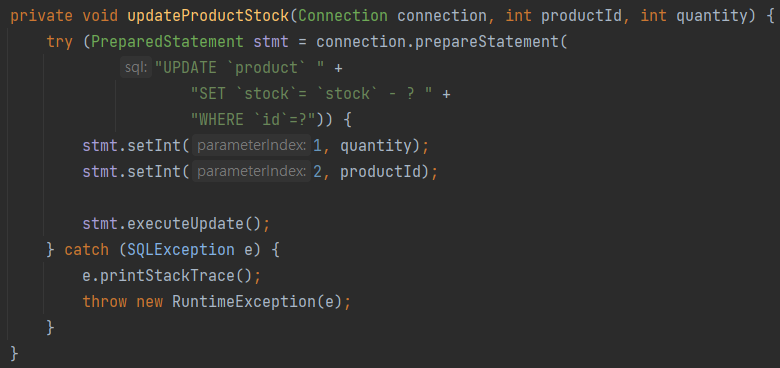 private void updateProductStock(Connection connection, int productId, int quantity) {
try (PreparedStatement stmt = connection.prepareStatement(
sql: "UPDATE `product` " +
"SET `stock`= `stock` - ? " +
"WHERE `id`=?")) {
stmt.setInt( parameterIndex: 1, quantity);
stmt.setInt( parameterIndex: 2, productId);
stmt.executeUpdate();
} catch (SQLException e) {
e.printStackTrace();
throw new RuntimeException(e);
}
}